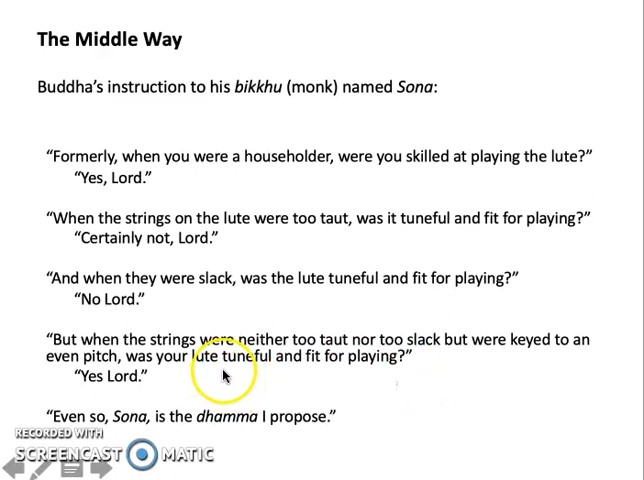 The Middle Way
Buddha's instruction to his bikkhu (monk) named Sona:
"Formerly, when you were a householder, were you skilled at playing the lute?"
"Yes, Lord."
"When the strings on the lute were too taut, was it tuneful and fit for playing?"
"Certainly not, Lord."
"And when they were slack, was the lute tuneful and fit for playing?"
"No Lord."
"But when the strings were neither too taut nor too slack but were keyed to an
even pitch, was your lute tuneful and fit for playing?"
"Yes Lord."
"Even so, Sona, is the dhamma I propose."
RECORDED WITH
SCREENCAST MATIC